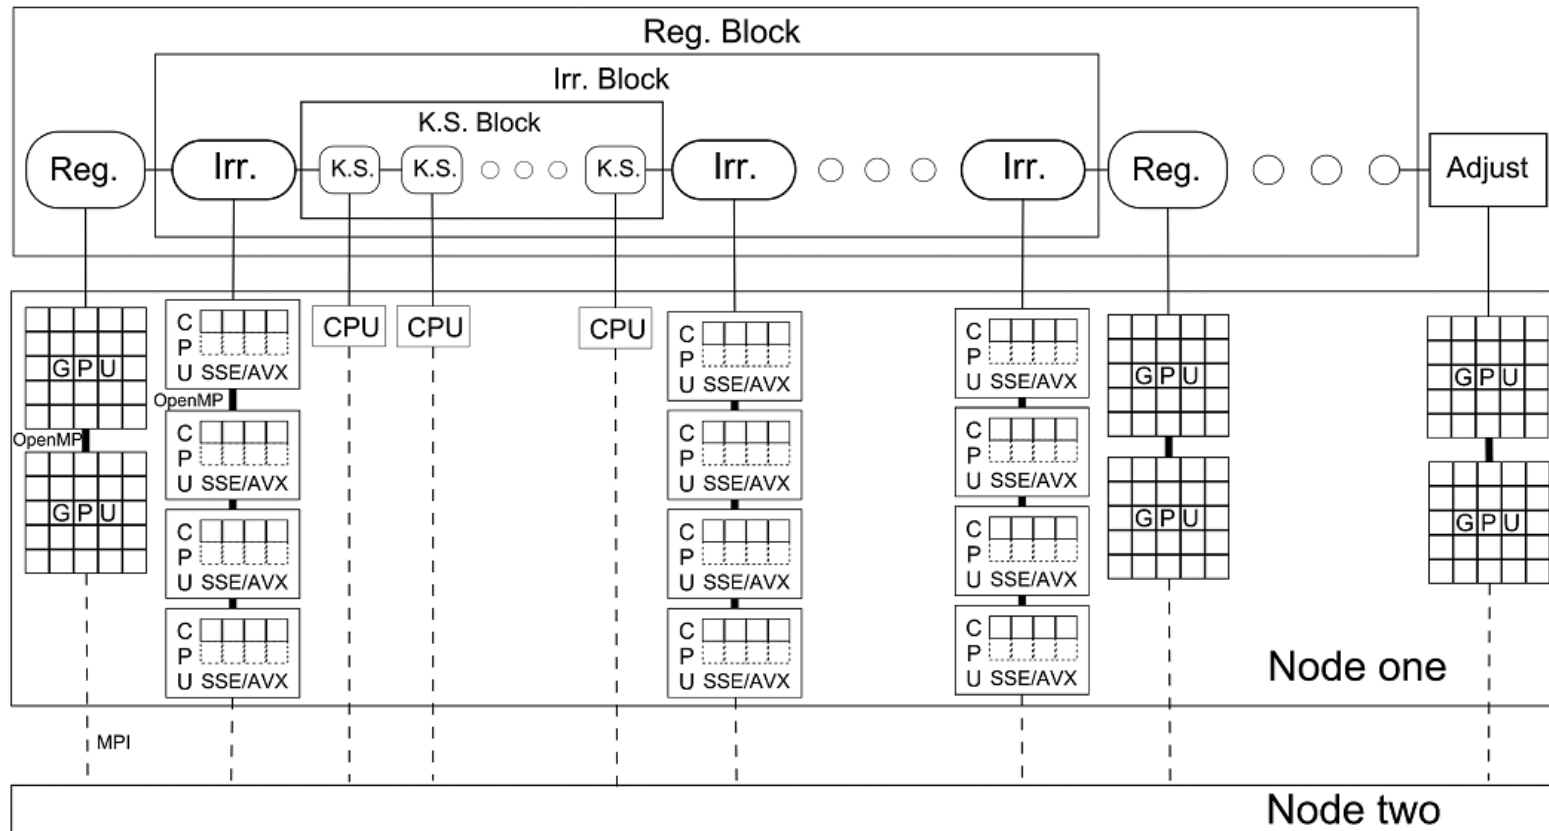 Reg. Block
Irr. Block
K.S. Block
Reg.
Irr.
K.S.
K.S.
K.S.
Irr.
Irr.
Reg.
Adjust
GPU
OpenMP
GPU
CPU
SSE/AVX
OpenMP
CPU
SSE/AVX
CPU
SSE/AVX
CPU
SSE/AVX
CPU
CPU
CPU
CPU
SSE/AVX
CPU
SSE/AVX
CPU
SSE/AVX
CPU
SSE/AVX
CPU
SSE/AVX
CPU
SSE/AVX
CPU
SSE/AVX
CPU
SSE/AVX
GPU
GPU
GPU
GPU
Node one
MPI
Node two